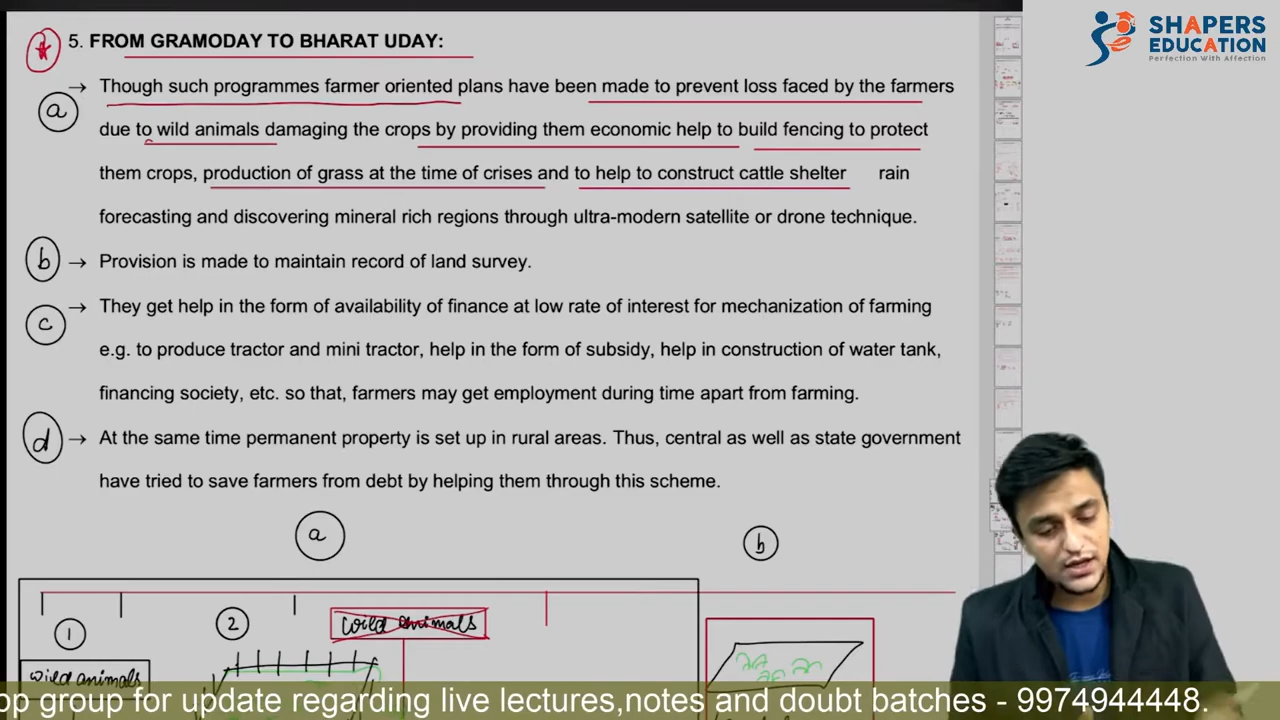 SHAPERS
EDUCATION
Perfection With Affection
5. FROM GRAMODAY TO BHARAT UDAY:
a → Though such programmas farmer oriented plans have been made to prevent loss faced by the farmers
due to wild animals damaging the crops by providing them economic help to build fencing to protect
them crops, production of grass at the time of crises and to help to construct cattle shelter rain
forecasting and discovering mineral rich regions through ultra-modern satellite or drone technique.
b → Provision is made to maintain record of land survey.
c → They get help in the form of availability of finance at low rate of interest for mechanization of farming
e.g. to produce tractor and mini tractor, help in the form of subsidy, help in construction of water tank,
financing society, etc. so that, farmers may get employment during time apart from farming.
d → At the same time permanent property is set up in rural areas. Thus, central as well as state government
have tried to save farmers from debt by helping them through this scheme.
a b
1 2 wild animals
wild animals
op group for update regarding live lectures,notes and doubt batches - 9974944448.